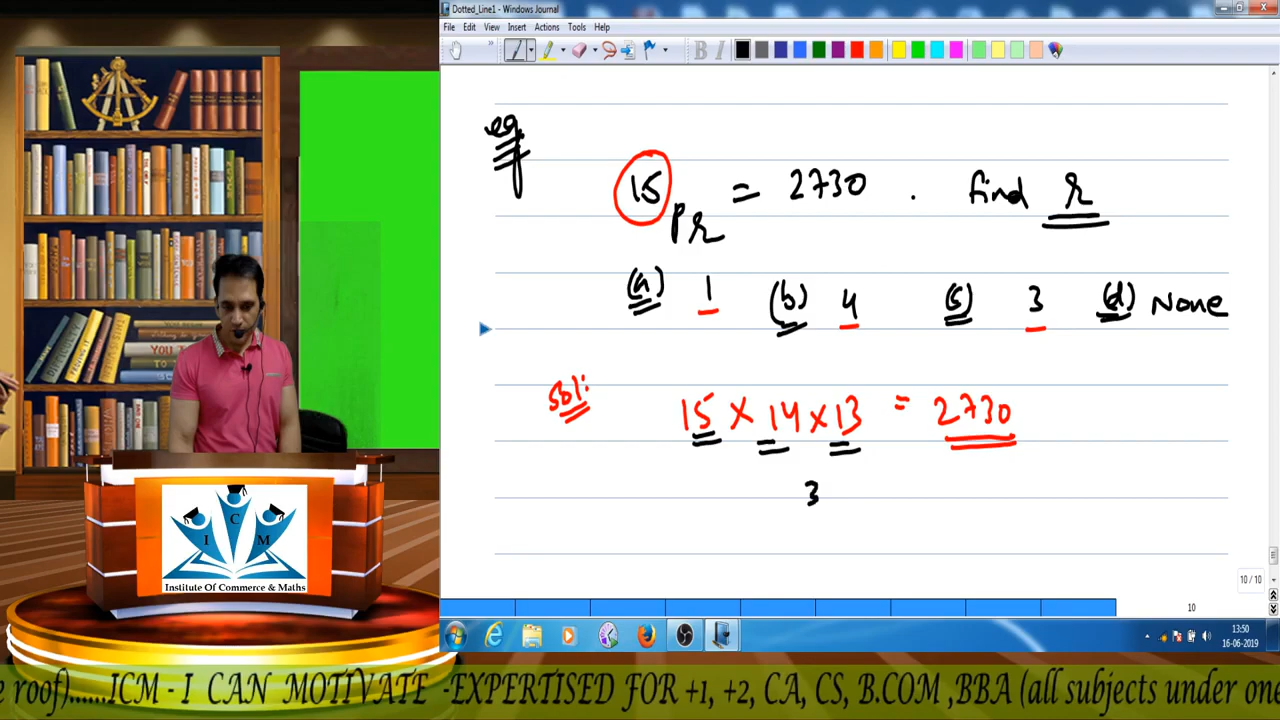 Dotted_Line1 - Windows Journal
File Edit View Insert Actions Tools Help
B I
eg
15 P r = 2730 . find r
(a) 1 (b) 4 (c) 3 (d) None
Sol:
15 × 14 × 13 = 2730
3
10 / 10
10
I C M
Institute Of Commerce & Maths
13:50
16-06-2019
e roof)......ICM - I CAN MOTIVATE -EXPERTISED FOR +1, +2, CA, CS, B.COM ,BBA (all subjects under one